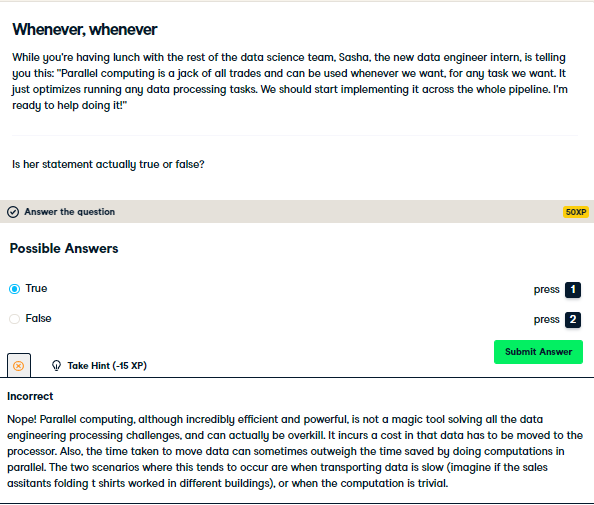 Whenever, whenever
While you're having lunch with the rest of the data science team, Sasha, the new data engineer intern, is telling
you this: "Parallel computing is a jack of all trades and can be used whenever we want, for any task we want. It
just optimizes running any data processing tasks. We should start implementing it across the whole pipeline. I'm
ready to help doing it!"
Is her statement actually true or false?
Answer the question
50XP
Possible Answers
True
press 1
False
press 2
Submit Answer
Take Hint (-15 XP)
Incorrect
Nope! Parallel computing, although incredibly efficient and powerful, is not a magic tool solving all the data
engineering processing challenges, and can actually be overkill. It incurs a cost in that data has to be moved to the
processor. Also, the time taken to move data can sometimes outweigh the time saved by doing computations in
parallel. The two scenarios where this tends to occur are when transporting data is slow (imagine if the sales
assitants folding t shirts worked in different buildings), or when the computation is trivial.